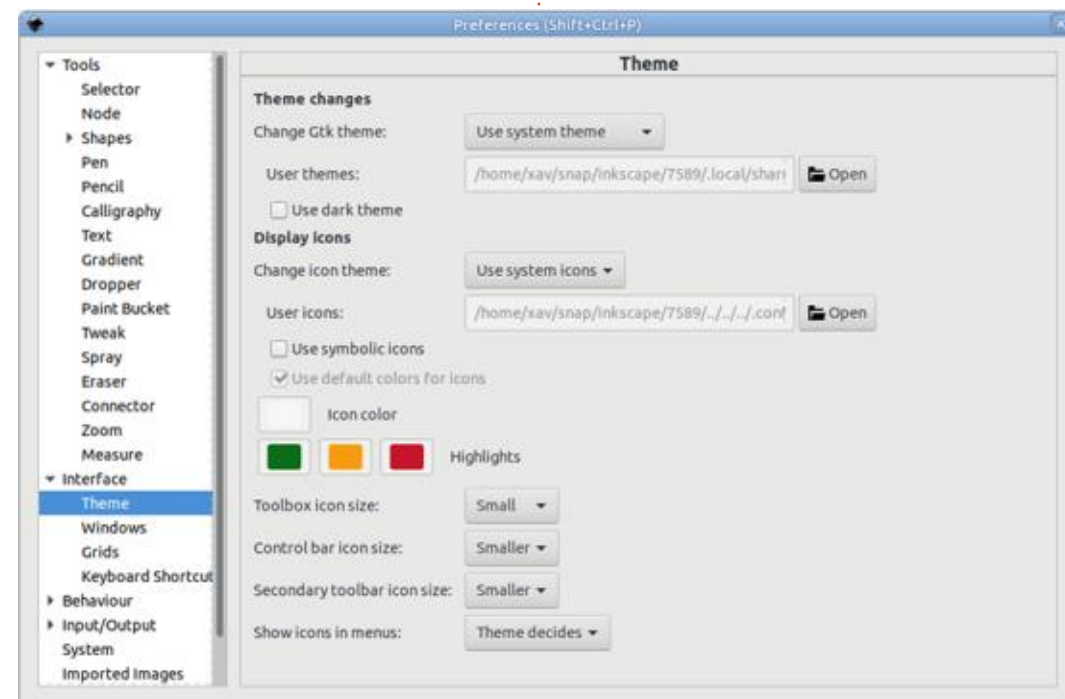 Preferences (Shift+Ctrl+P)
Tools
Selector
Node
Shapes
Pen
Pencil
Calligraphy
Text
Gradient
Dropper
Paint Bucket
Tweak
Spray
Eraser
Connector
Zoom
Measure
Interface
Theme
Windows
Grids
Keyboard Shortcut
Behaviour
Input/Output
System
Imported Images
Theme
Theme changes
Change Gtk theme: Use system theme
User themes: /home/xav/snap/inkscape/7589/.local/share Open
Use dark theme
Display icons
Change icon theme: Use system icons
User icons: /home/xav/snap/inkscape/7589/../../../.conf Open
Use symbolic icons
Use default colors for icons
Icon color
Highlights
Toolbox icon size: Small
Control bar icon size: Smaller
Secondary toolbar icon size: Smaller
Show icons in menus: Theme decides